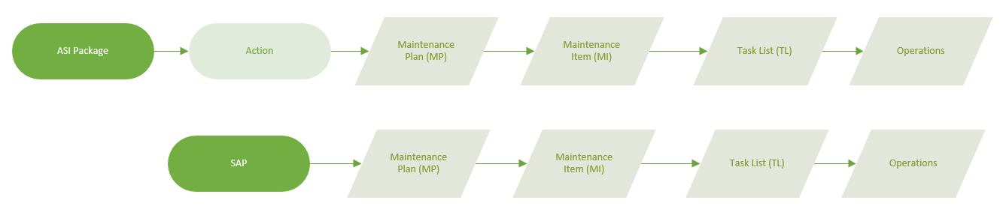 ASI Package
Action
Maintenance
Plan (MP)
Maintenance
Item (MI)
Task List (TL)
Operations
SAP
Maintenance
Plan (MP)
Maintenance
Item (MI)
Task List (TL)
Operations